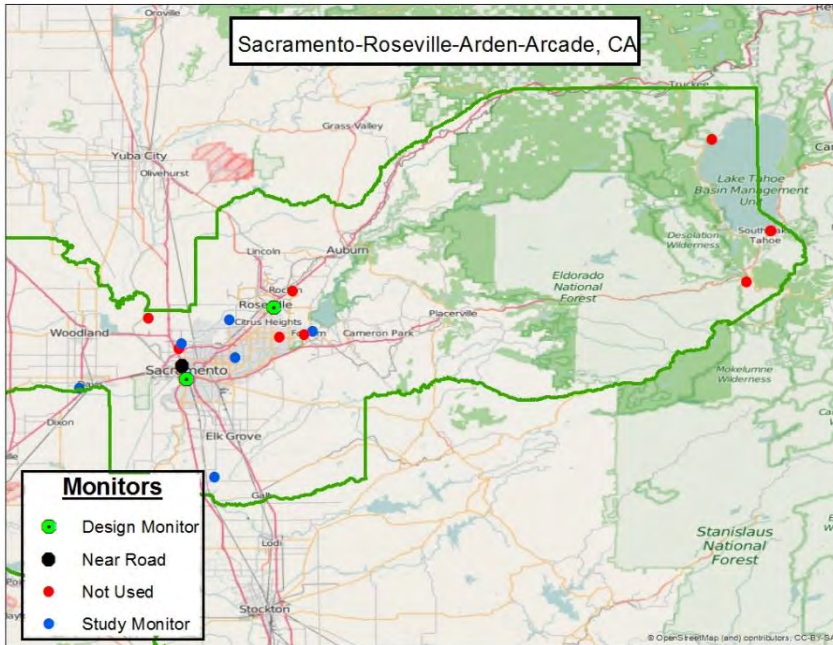 Sacramento-Roseville-Arden-Arcade, CA
Oroville
Truckee
Grass Valley
Yuba City
Olivehurst
Lake Tahoe
Basin Management
Unit
Lincoln
Auburn
Desolation
Wilderness
Tahoe
Eldorado
National
Forest
Citrus Heights
Woodland
Placerville
Cameron Park
Sacramento
Mokelumne
Wilderness
Dixon
Elk Grove
Monitors
Design Monitor
Near Road
Not Used
Study Monitor
Lodi
Stockton
Stanislaus
National
Forest
© OpenStreetMap (and) contributors, CC-BY-SA